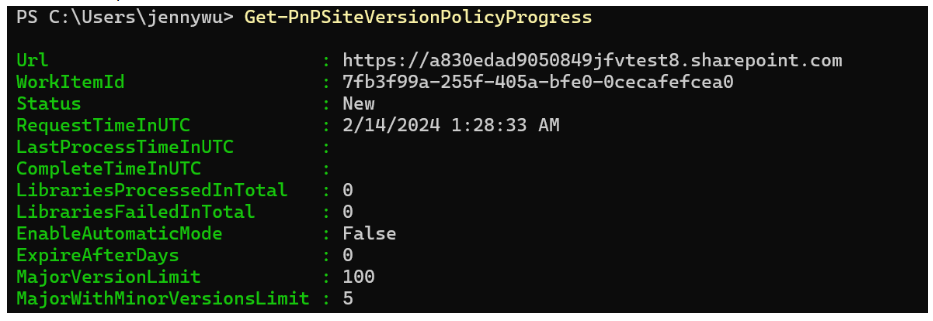 PS C:\Users\jennywu> Get-PnPSiteVersionPolicyProgress
Url : https://a830edad9050849jfvtest8.sharepoint.com
WorkItemId : 7fb3f99a-255f-405a-bfe0-0cecafefcea0
Status : New
RequestTimeInUTC : 2/14/2024 1:28:33 AM
LastProcessTimeInUTC :
CompleteTimeInUTC :
LibrariesProcessedInTotal : 0
LibrariesFailedInTotal : 0
EnableAutomaticMode : False
ExpireAfterDays : 0
MajorVersionLimit : 100
MajorWithMinorVersionsLimit : 5